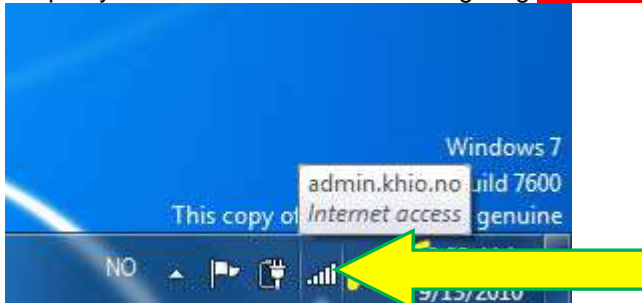 Windows 7
admin.khio.no uild 7600
This copy of Internet access genuine
NO
9/15/2010